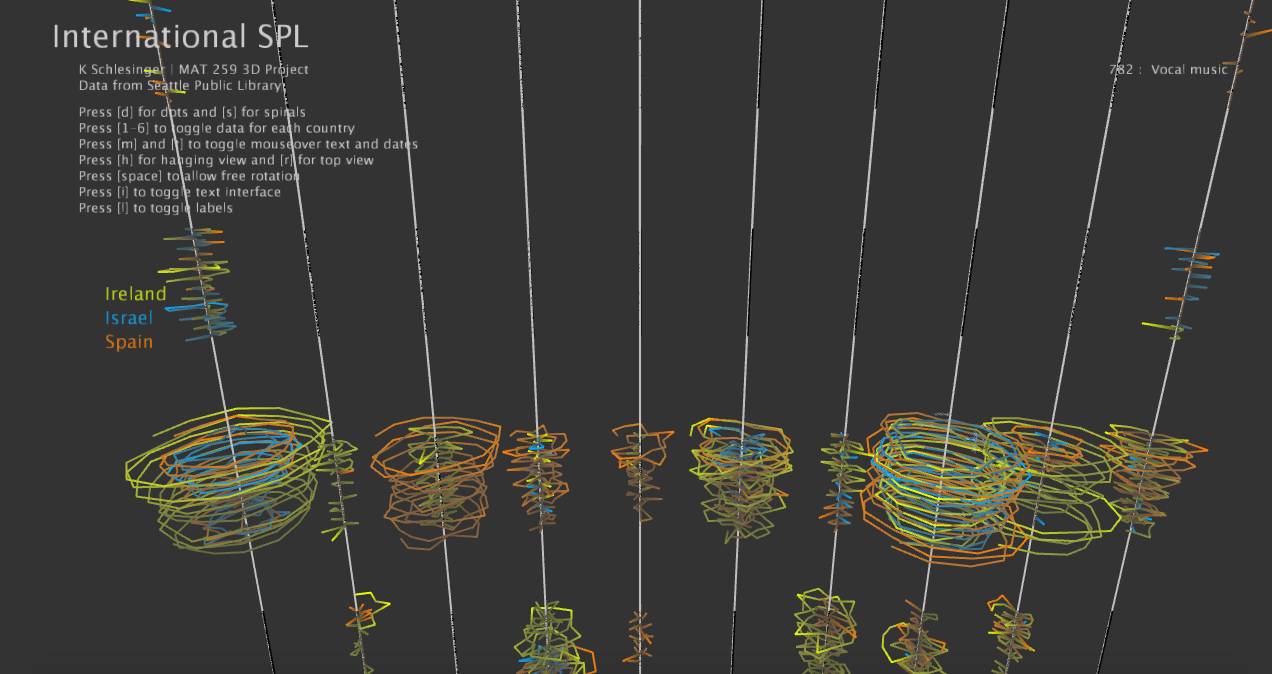 International SPL
K Schlesinger | MAT 259 3D Project
Data from Seattle Public Library
782 : Vocal music
Press [d] for dots and [s] for spirals
Press [1-6] to toggle data for each country
Press [m] and [t] to toggle mouseover text and dates
Press [h] for hanging view and [r] for top view
Press [space] to allow free rotation
Press [i] to toggle text interface
Press [l] to toggle labels
Ireland
Israel
Spain